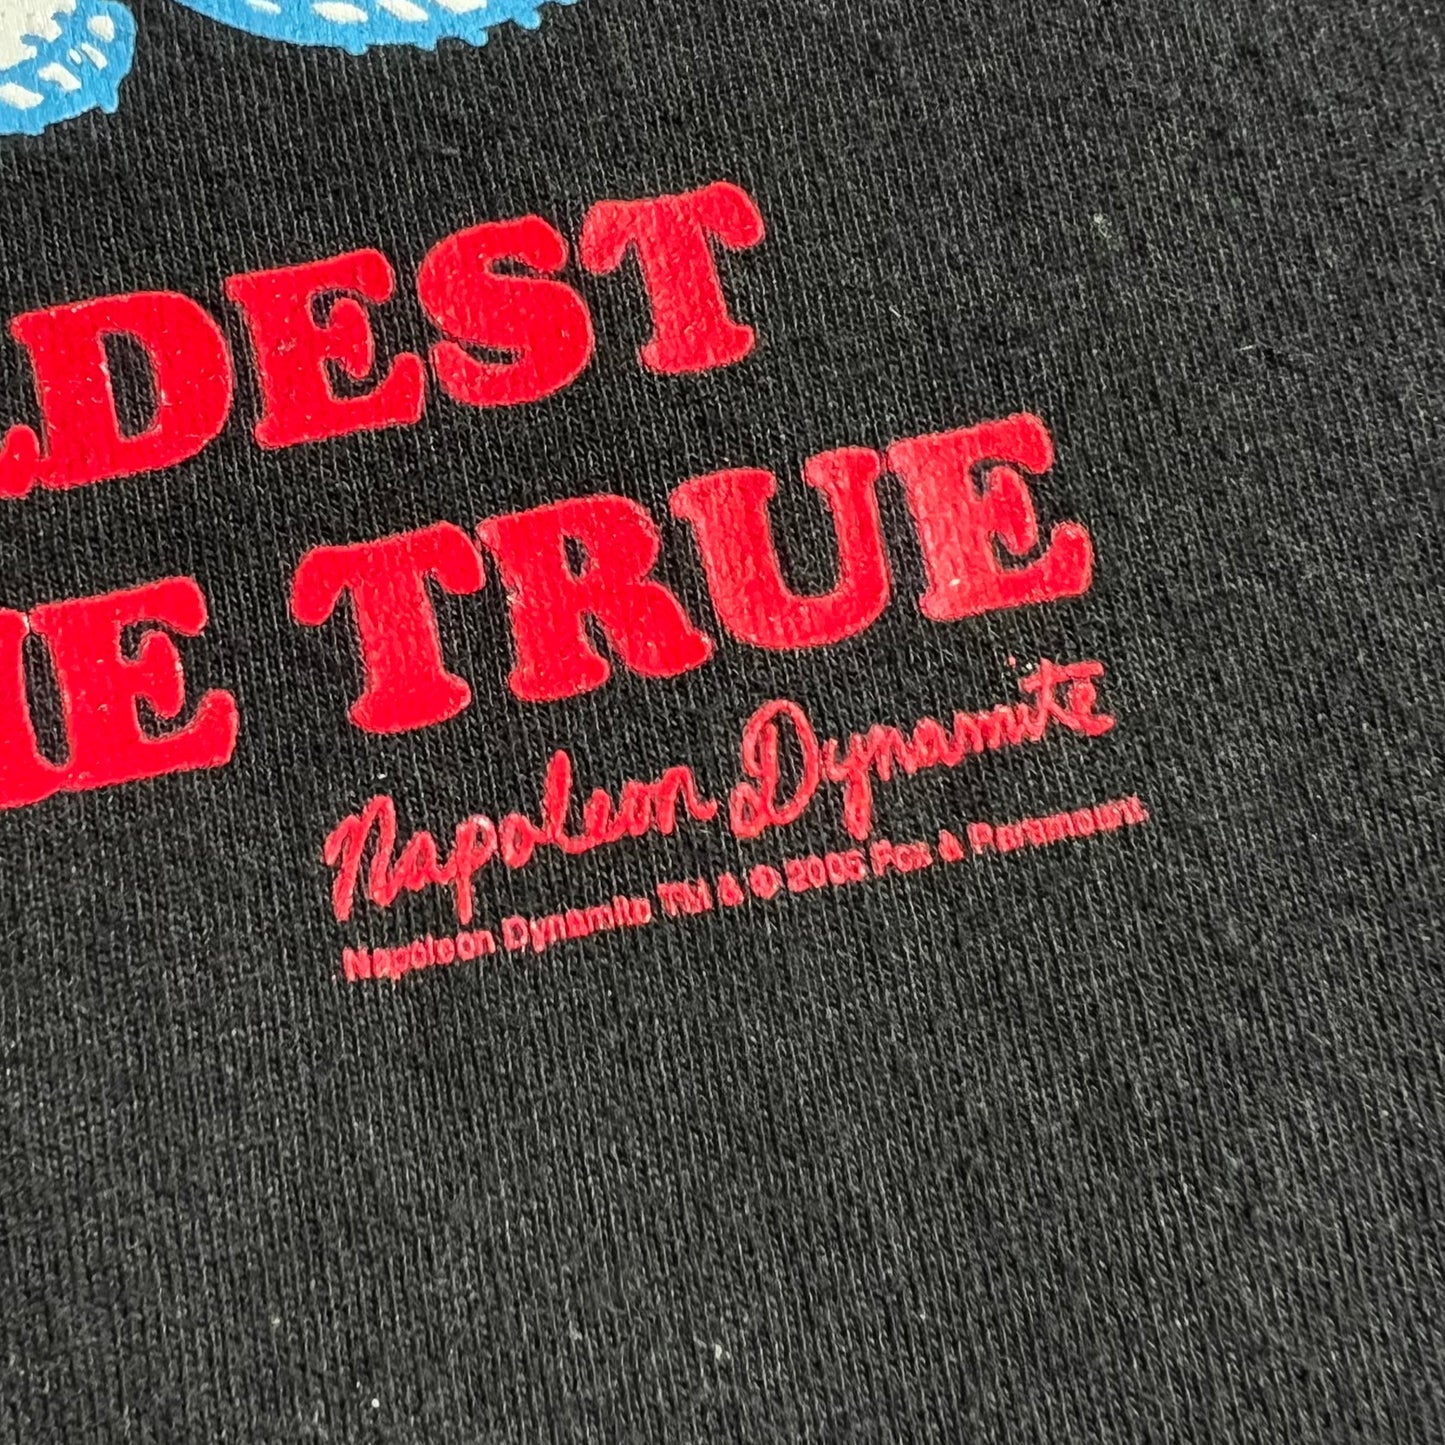 LDEST
E TRUE
Napoleon Dynamite
Napoleon Dynamite TM & © 2005 Fox & Paramount